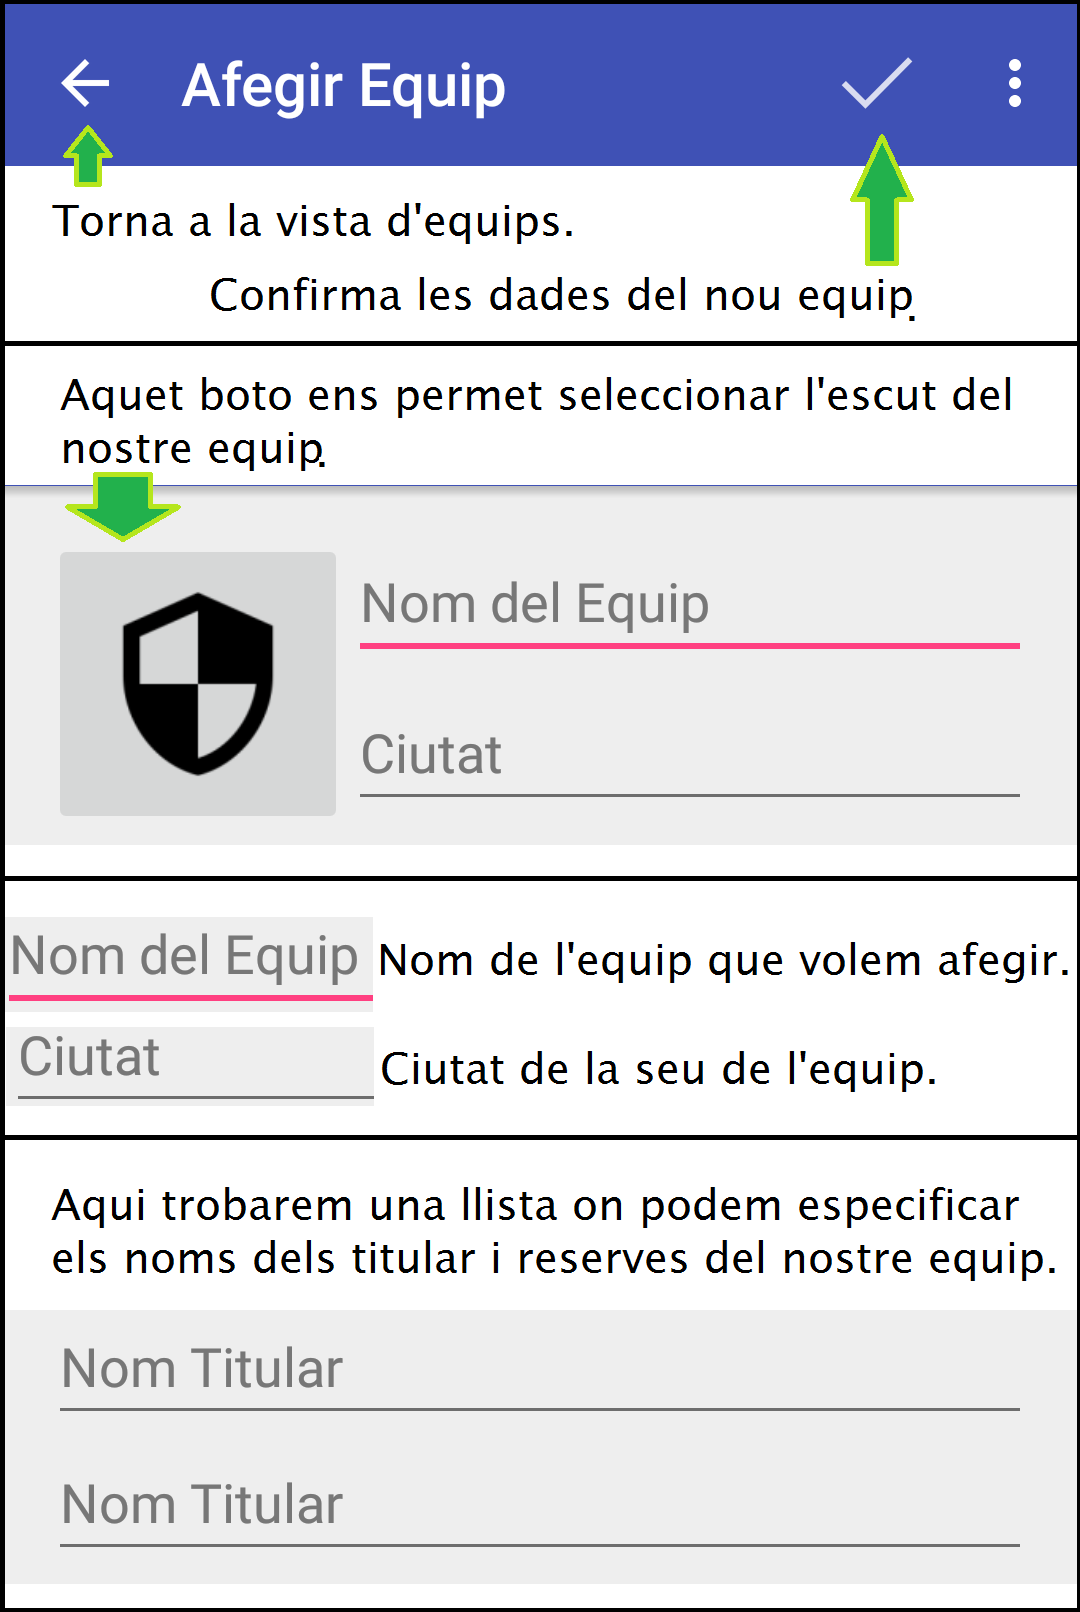 Afegir Equip
Torna a la vista d'equips.
Confirma les dades del nou equip.
Aquet boto ens permet seleccionar l'escut del
nostre equip.
Nom del Equip
Ciutat
Nom del Equip Nom de l'equip que volem afegir.
Ciutat Ciutat de la seu de l'equip.
Aqui trobarem una llista on podem especificar
els noms dels titular i reserves del nostre equip.
Nom Titular
Nom Titular